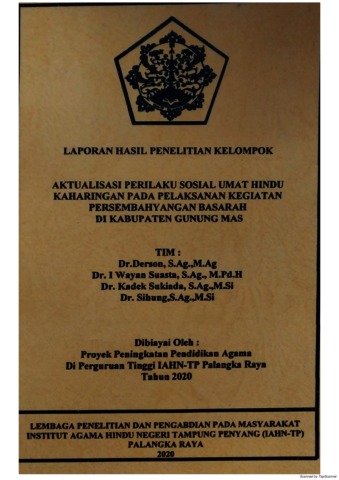 LAPORAN HASIL PENELITIAN KELOMPOK
AKTUALISASI PERILAKU SOSIAL UMAT HINDU
KAHARINGAN PADA PELAKSANAN KEGIATAN
PERSEMBAHYANGAN BASARAH
DI KABUPATEN GUNUNG MAS
TIM :
Dr.Derson, S.Ag.,M.Ag
Dr. I Wayan Suasta, S.Ag., M.Pd.H
Dr. Kadek Sukiada, S.Ag.,M.Si
Dr. Sihung,S.Ag.,M.Si
Dibiayai Oleh :
Proyek Peningkatan Pendidikan Agama
Di Perguruan Tinggi IAHN-TP Palangka Raya
Tahun 2020
LEMBAGA PENELITIAN DAN PENGABDIAN PADA MASYARAKAT
INSTITUT AGAMA HINDU NEGERI TAMPUNG PENYANG (IAHN-TP)
PALANGKA RAYA
2020
Scanned by TapScanner